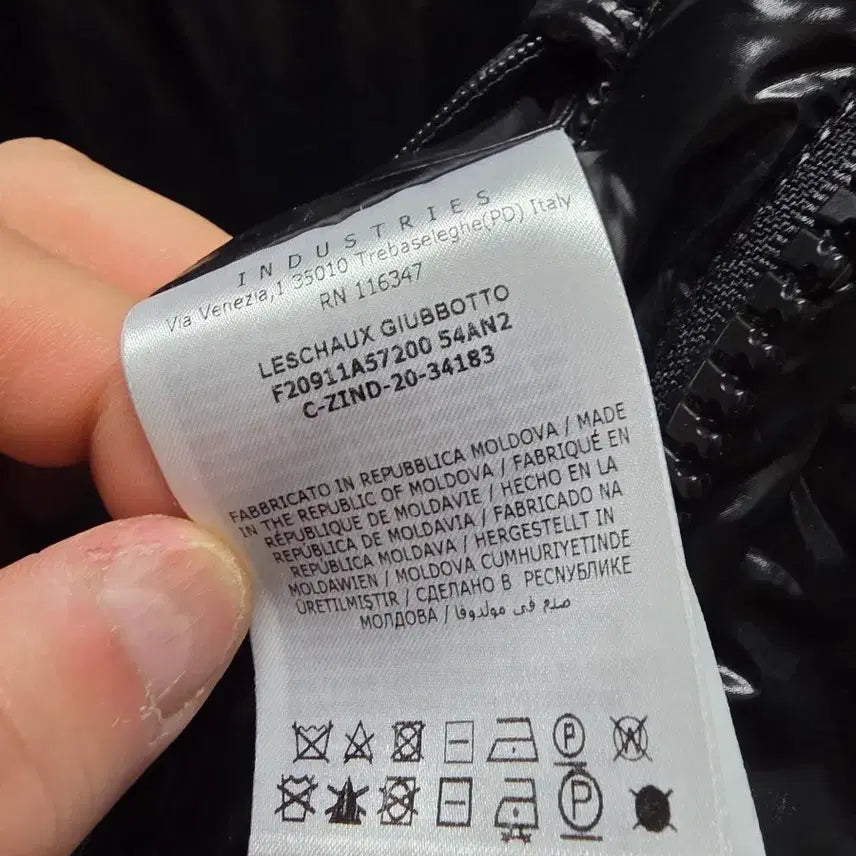 INDUSTRIES
Via Venezia,1 35010 Trebaseleghe(PD) Italy
RN 116347
LESCHAUX GIUBBOTTO
F20911A57200 54AN2
C-ZIND-20-34183
FABBRICATO IN REPUBBLICA MOLDOVA / MADE
IN THE REPUBLIC OF MOLDOVA / FABRIQUÉ EN
RÉPUBLIQUE DE MOLDAVIE / HECHO EN LA
REPÚBLICA DE MOLDAVIA / FABRICADO NA
REPÚBLICA MOLDAVA / HERGESTELLT IN
MOLDAWIEN / MOLDOVA CUMHURIYETINDE
ÜRETILMIŞTIR / СДЕЛАНО В РЕСПУБЛИКЕ
МОЛДОВА / صنع في مولدوفا
P W
P